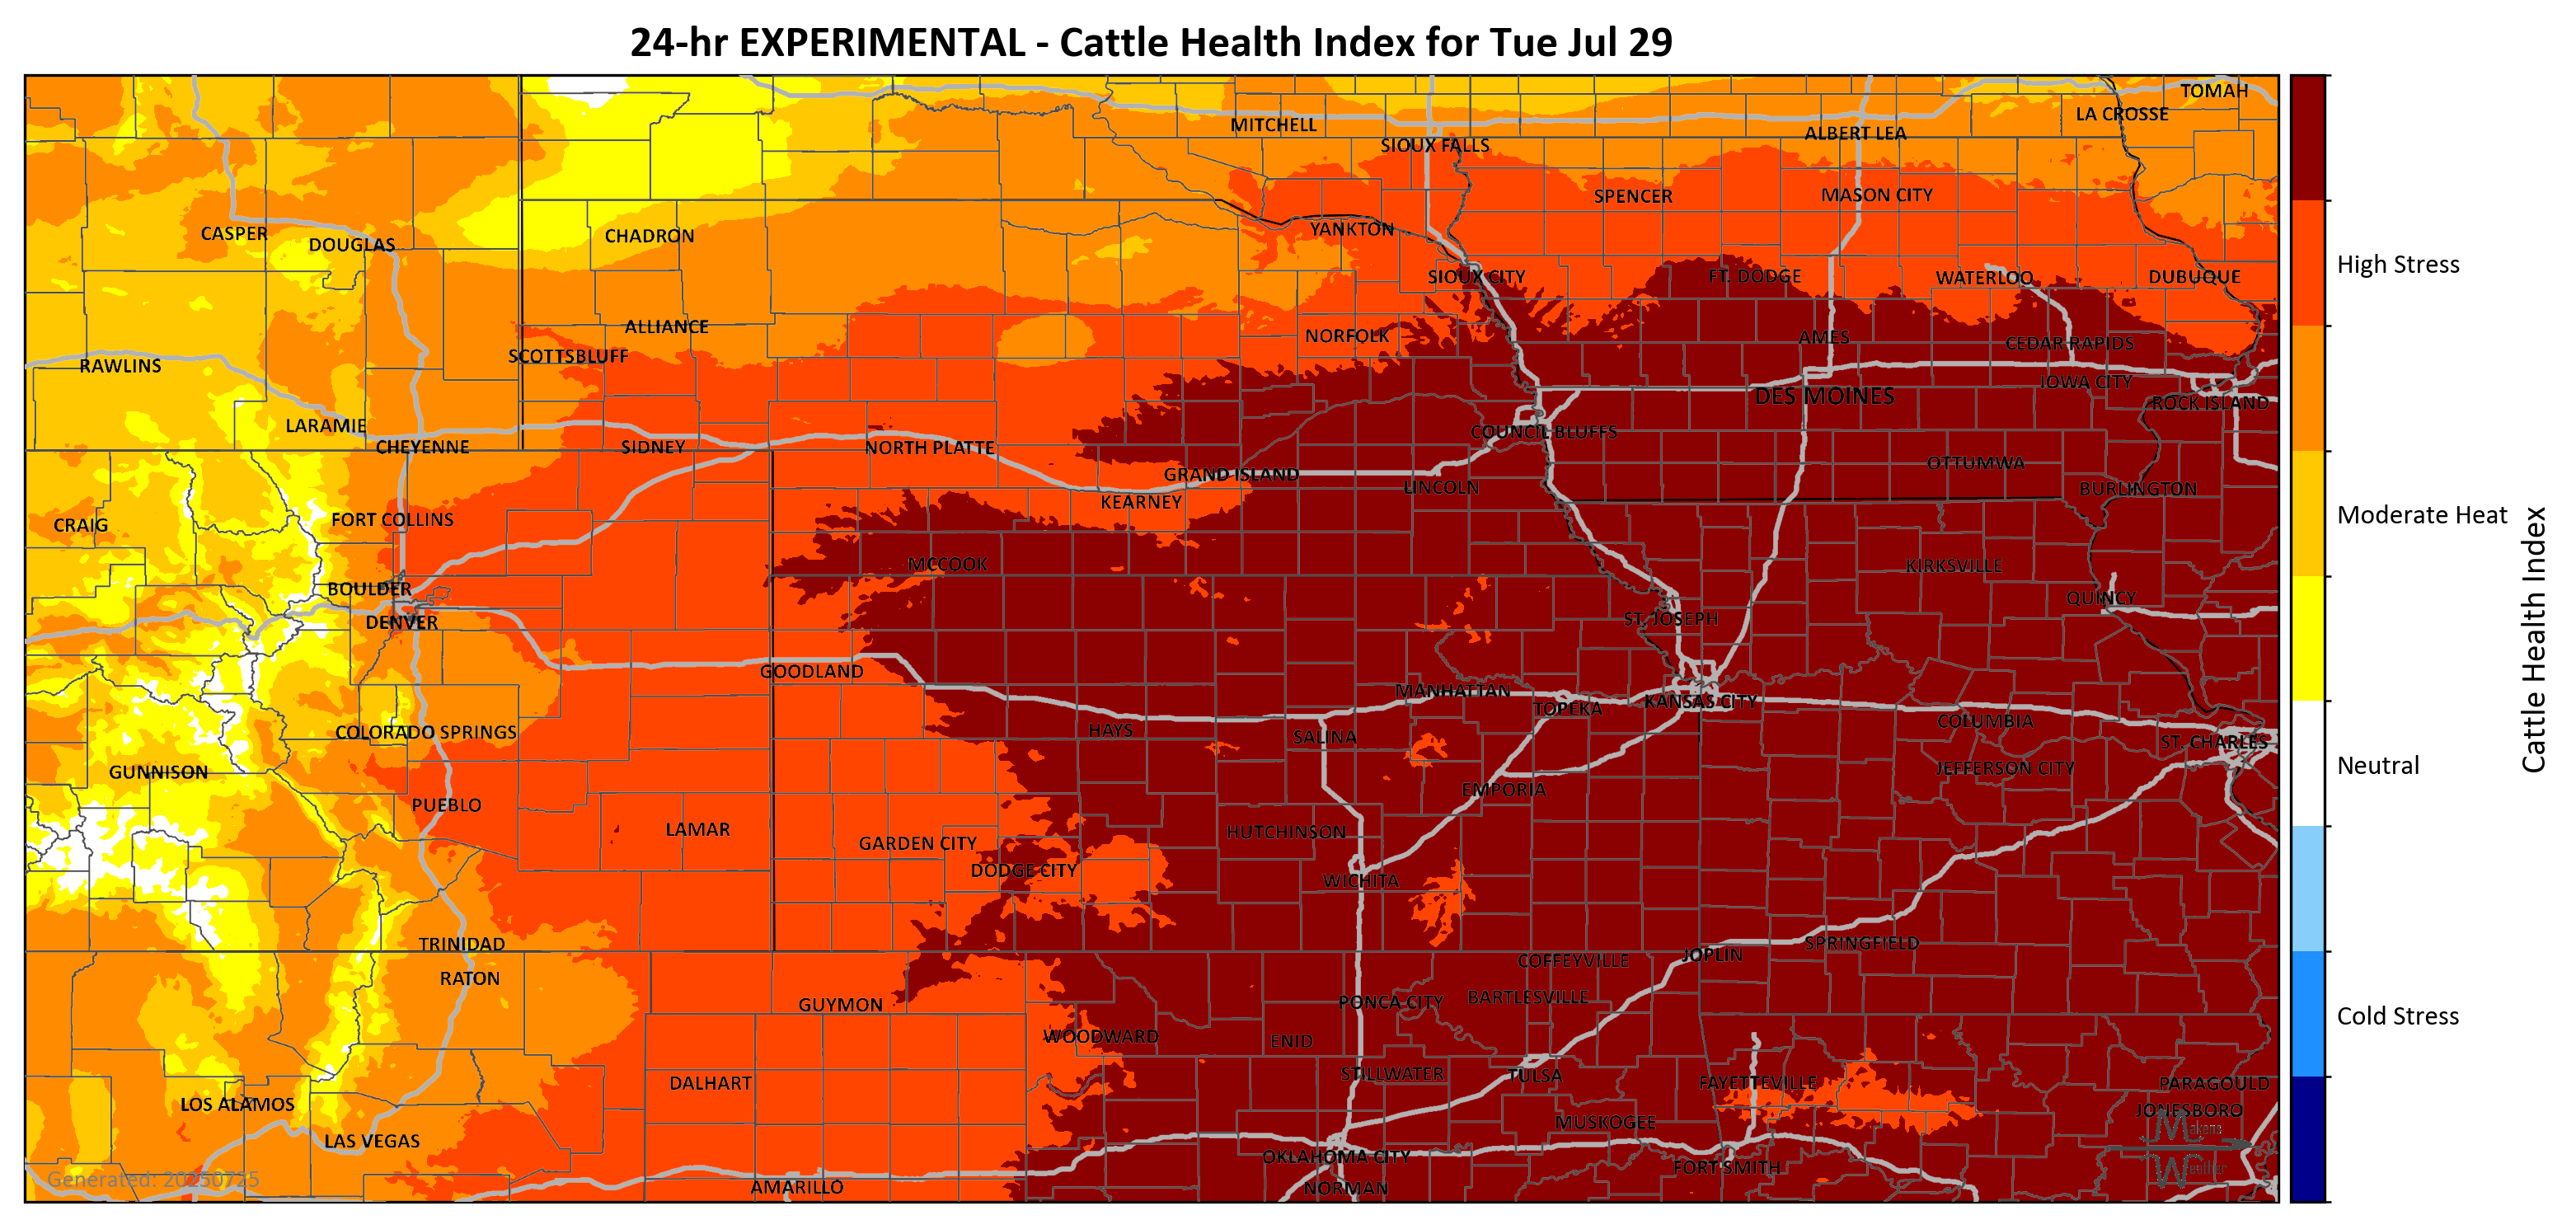 24-hr EXPERIMENTAL - Cattle Health Index for Tue Jul 29
TOMAH
LA CROSSE
MITCHELL
ALBERT LEA
SIOUX FALLS
SPENCER
MASON CITY
CASPER
DOUGLAS
CHADRON
YANKTON
SIOUX CITY
FT. DODGE
WATERLOO
DUBUQUE
High Stress
ALLIANCE
NORFOLK
AMES
CEDAR RAPIDS
SCOTTSBLUFF
RAWLINS
IOWA CITY
DES MOINES
ROCK ISLAND
LARAMIE
COUNCIL BLUFFS
CHEYENNE
SIDNEY
NORTH PLATTE
OTTUMWA
GRAND ISLAND
LINCOLN
BURLINGTON
KEARNEY
Moderate Heat
CRAIG
FORT COLLINS
MCCOOK
KIRKSVILLE
BOULDER
QUINCY
DENVER
ST. JOSEPH
Cattle Health Index
GOODLAND
MANHATTAN
TOPEKA
KANSAS CITY
COLUMBIA
COLORADO SPRINGS
HAYS
SALINA
ST. CHARLES
GUNNISON
JEFFERSON CITY
Neutral
EMPORIA
PUEBLO
LAMAR
HUTCHINSON
GARDEN CITY
DODGE CITY
WICHITA
TRINIDAD
SPRINGFIELD
JOPLIN
COFFEYVILLE
RATON
BARTLESVILLE
GUYMON
PONCA CITY
Cold Stress
WOODWARD
ENID
STILLWATER
TULSA
DALHART
FAYETTEVILLE
PARAGOULD
LOS ALAMOS
JONESBORO
MUSKOGEE
Makens
LAS VEGAS
OKLAHOMA CITY
FORT SMITH
Weather
Generated: 20250725
AMARILLO
NORMAN